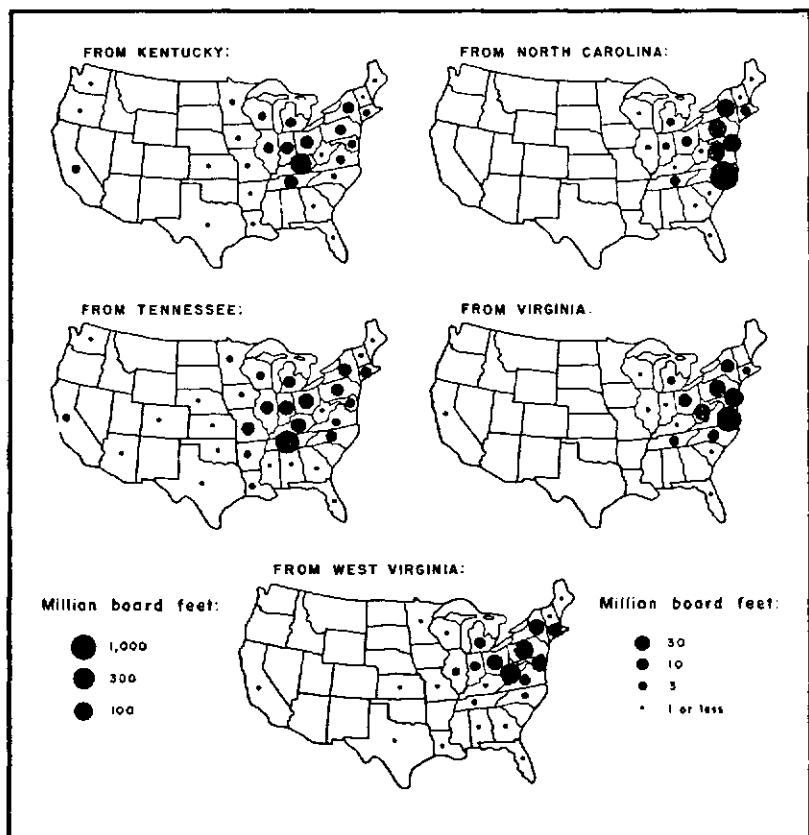 FROM KENTUCKY:
FROM NORTH CAROLINA:
FROM TENNESSEE:
FROM VIRGINIA.
FROM WEST VIRGINIA:
Million board feet:
1,000
300
100
Million board feet:
30
10
3
1 or less